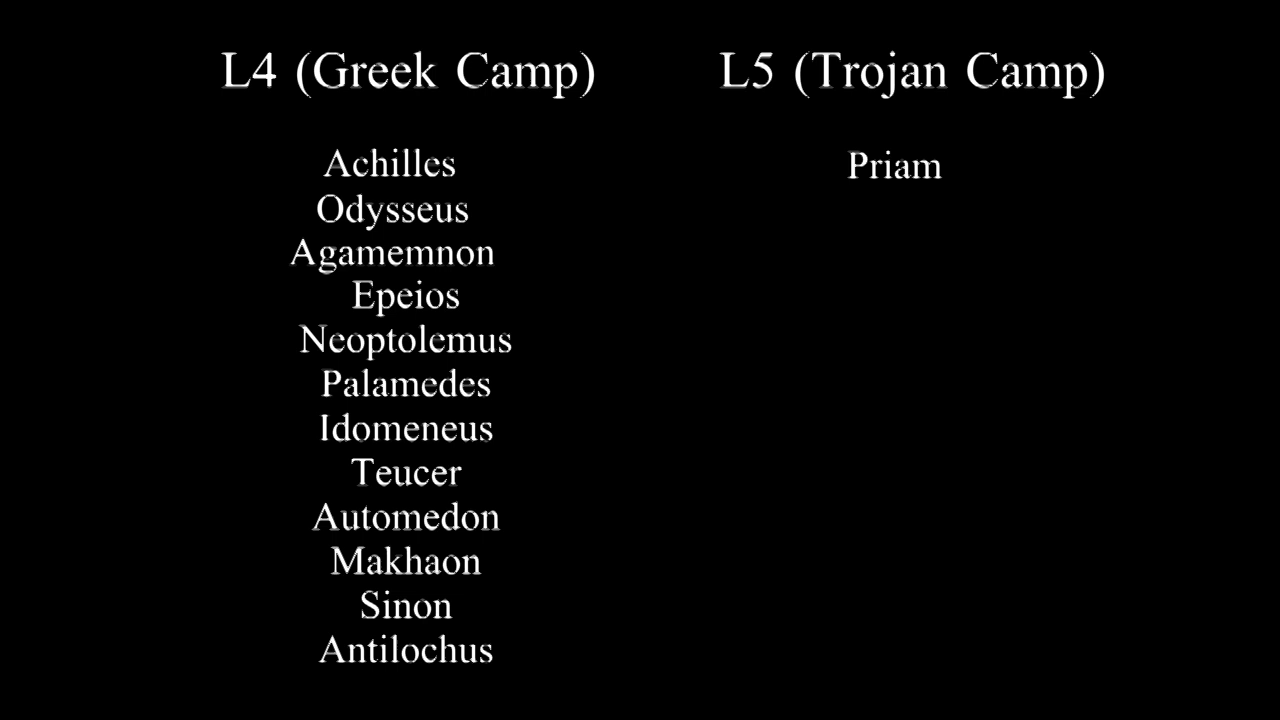 L4 (Greek Camp)
L5 (Trojan Camp)
Achilles
Priam
Odysseus
Agamemnon
Epeios
Neoptolemus
Palamedes
Idomeneus
Teucer
Automedon
Makhaon
Sinon
Antilochus